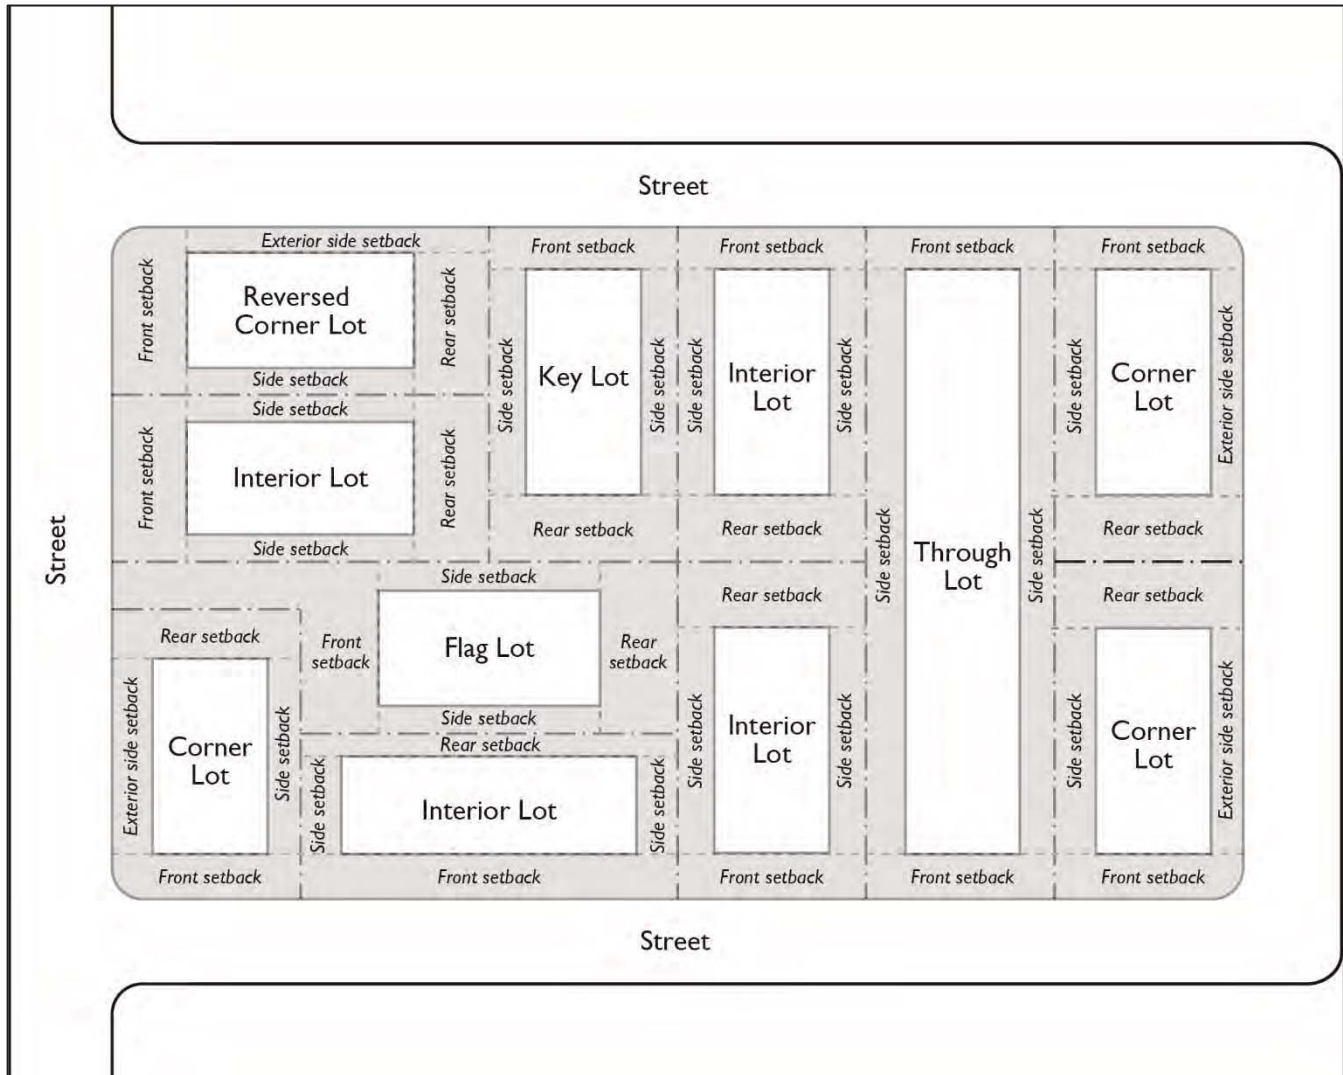 Street
Exterior side setback
Front setback
Front setback
Front setback
Front setback
Front setback
Reversed
Corner Lot
Rear setback
Side setback
Side setback
Key Lot
Side setback
Side setback
Interior
Lot
Side setback
Side setback
Corner
Lot
Exterior side setback
Side setback
Front setback
Interior Lot
Rear setback
Side setback
Rear setback
Rear setback
Rear setback
Street
Side setback
Through
Lot
Side setback
Side setback
Rear setback
Rear setback
Rear setback
Front
setback
Flag Lot
Rear
setback
Side setback
Exterior side setback
Corner
Lot
Side setback
Rear setback
Side setback
Interior Lot
Side setback
Side setback
Interior
Lot
Side setback
Side setback
Corner
Lot
Exterior side setback
Front setback
Front setback
Front setback
Front setback
Front setback
Street